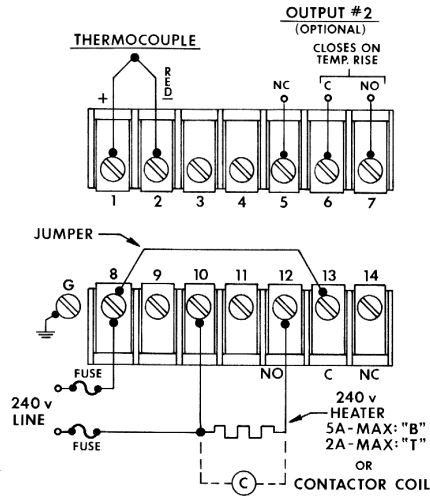 OUTPUT #2
(OPTIONAL)
THERMOCOUPLE
CLOSES ON
TEMP. RISE
+
RED
NC
C
NO
1 2 3 4 5 6 7
JUMPER
G
8 9 10 11 12 13 14
NO C NC
FUSE
240 v
LINE
FUSE
240 v
HEATER
5A-MAX: "B"
2A-MAX: "T"
OR
C
CONTACTOR COIL